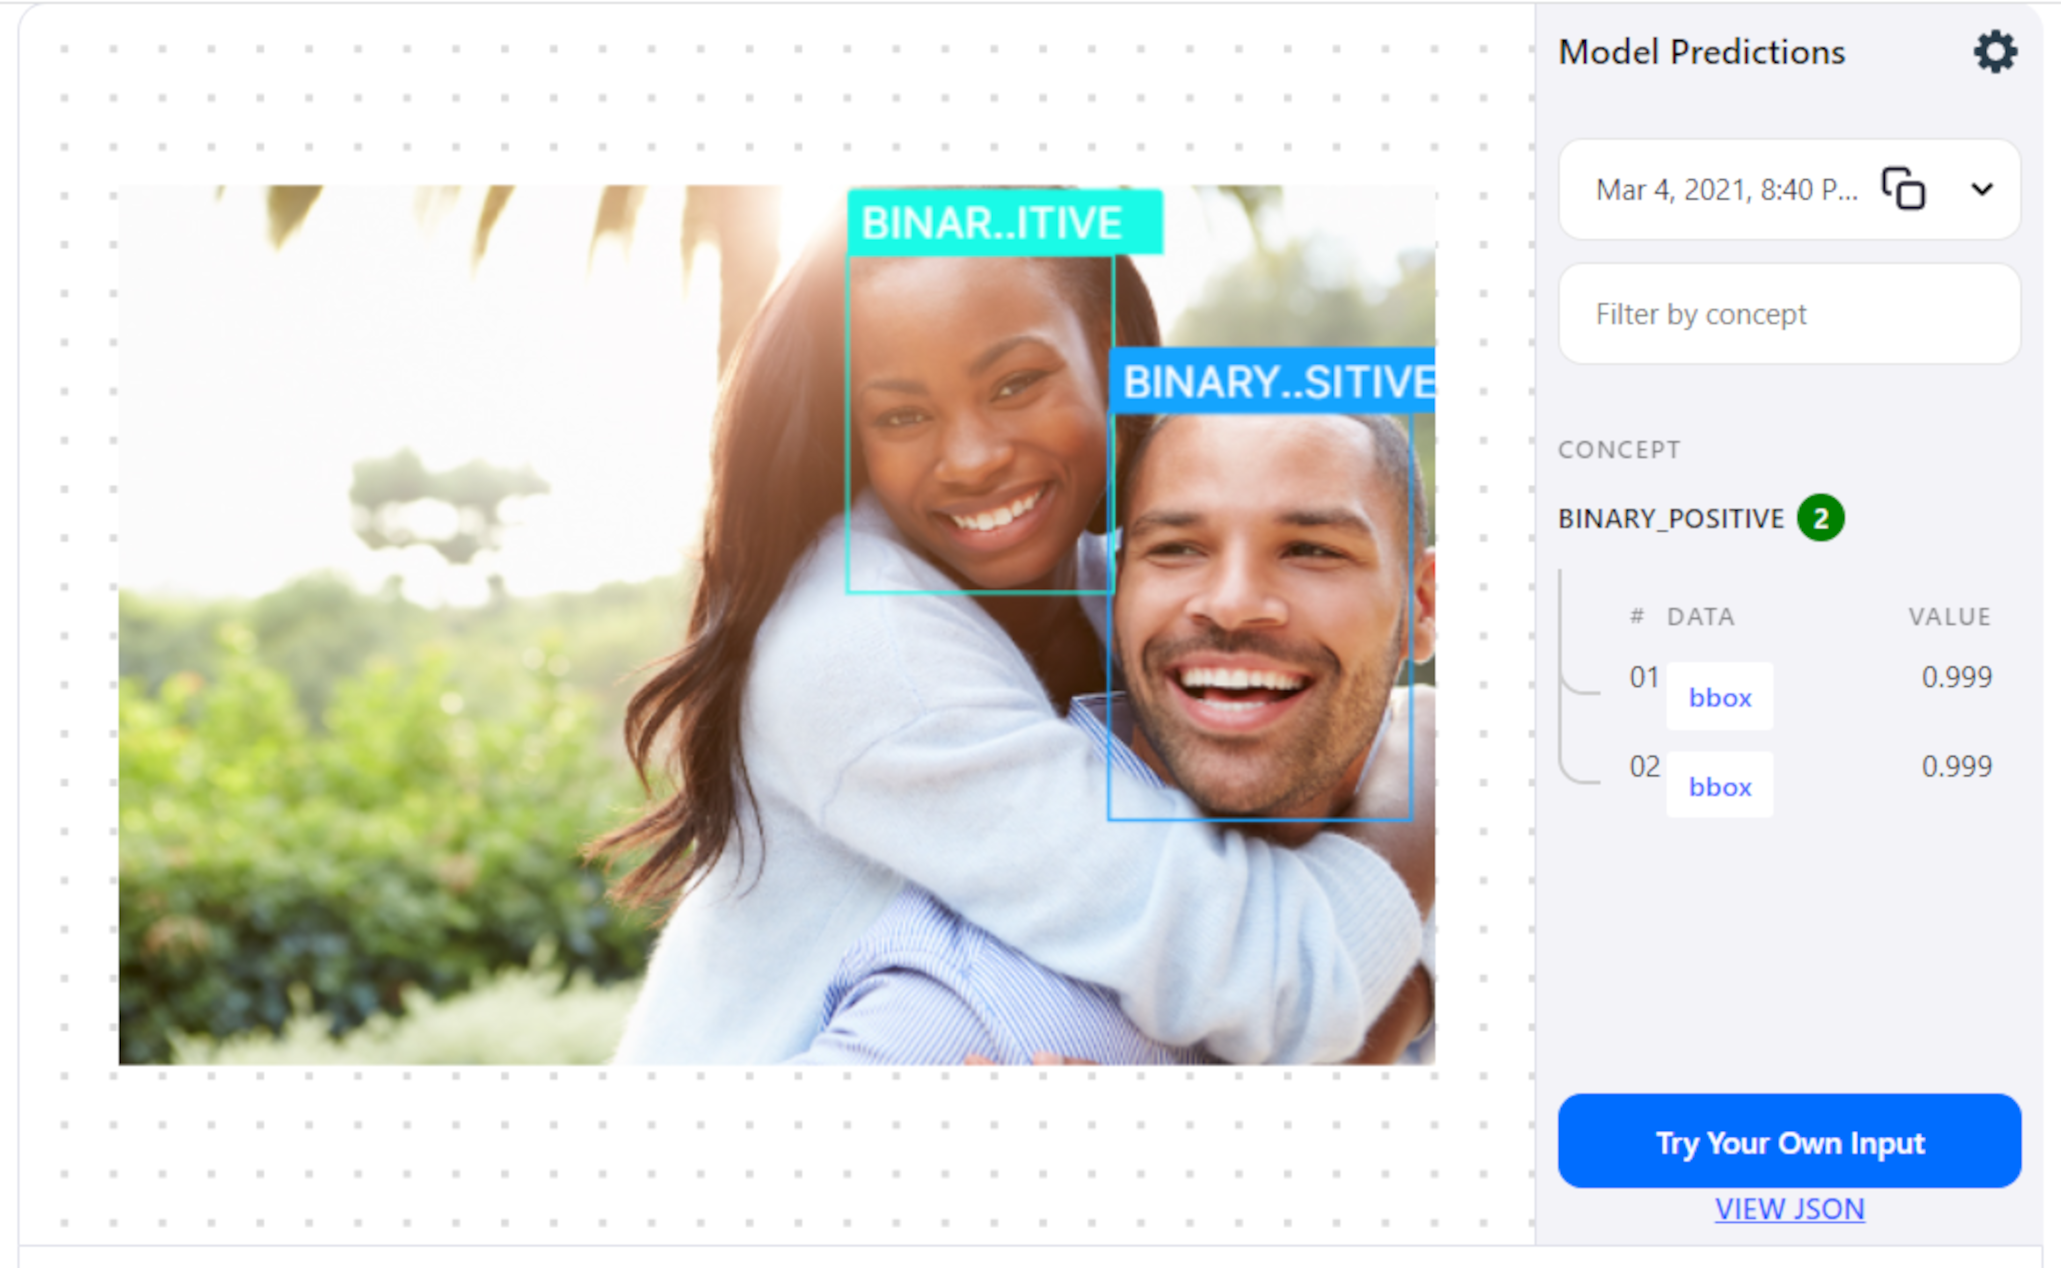 Model Predictions
Mar 4, 2021, 8:40 P...
Filter by concept
BINAR..ITIVE
BINARY..SITIVE
CONCEPT
BINARY_POSITIVE 2
# DATA VALUE
01 bbox 0.999
02 bbox 0.999
Try Your Own Input
VIEW JSON